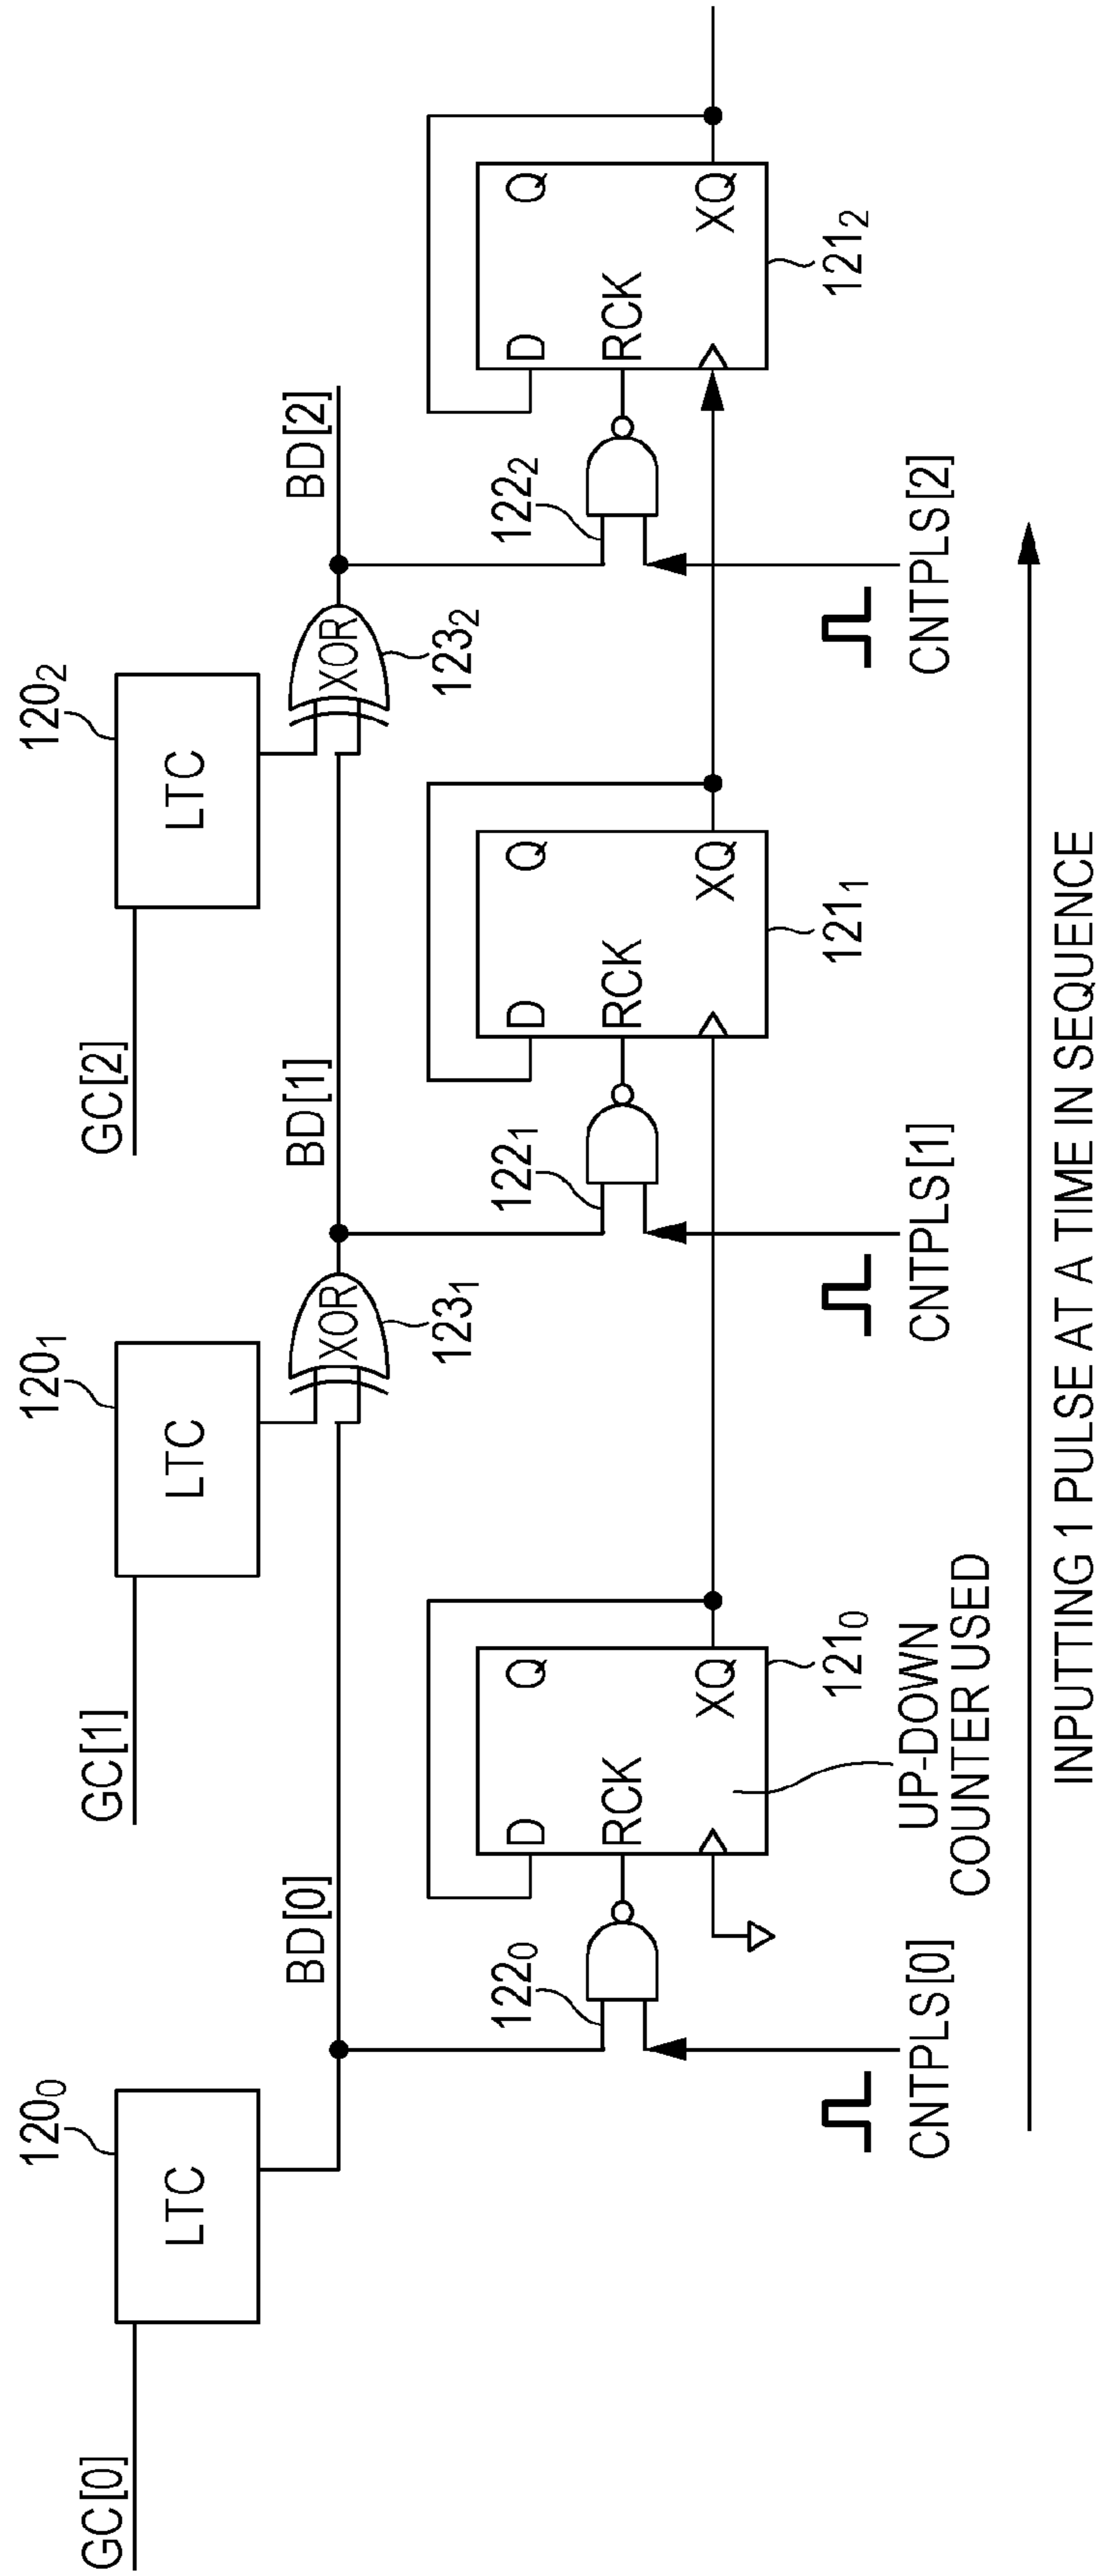 GC[0]
GC[1]
GC[2]
120₀
120₁
120₂
LTC
LTC
LTC
BD[0]
BD[1]
BD[2]
XOR
XOR
123₁
123₂
122₀
122₁
122₂
D
Q
RCK
XQ
D
Q
RCK
XQ
D
Q
RCK
XQ
121₀
121₁
121₂
UP-DOWN
COUNTER USED
CNTPLS[0]
CNTPLS[1]
CNTPLS[2]
INPUTTING 1 PULSE AT A TIME IN SEQUENCE